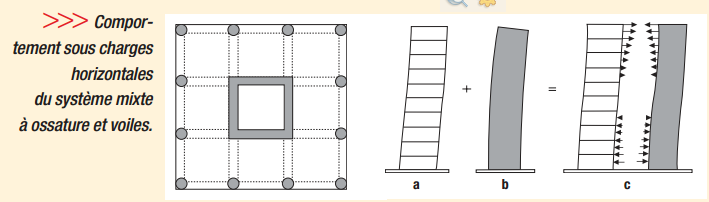 >>> Compor-
tement sous charges
horizontales
du système mixte
à ossature et voiles.
+ =
a b c